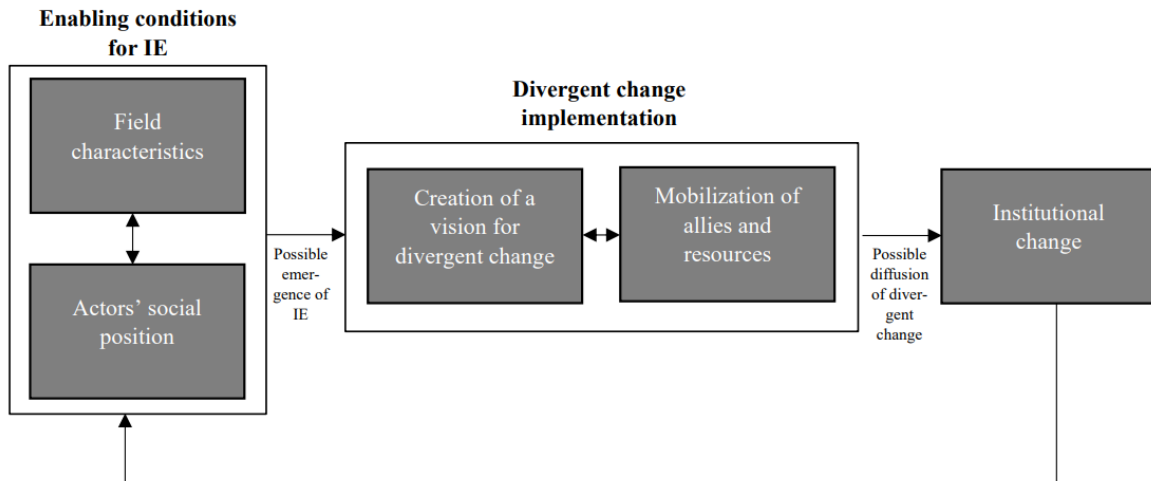 Enabling conditions
for IE
Field
characteristics
Actors’ social
position
Possible
emer-
gence of
IE
Divergent change
implementation
Creation of a
vision for
divergent change
Mobilization of
allies and
resources
Possible
diffusion
of diver-
gent
change
Institutional
change